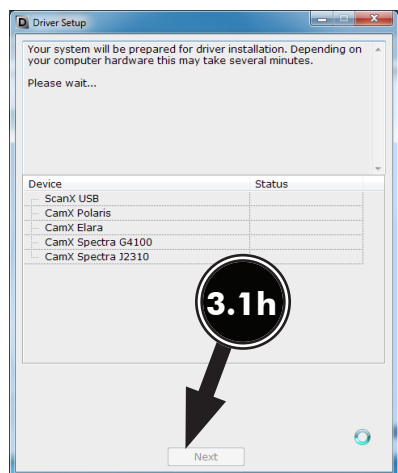 Driver Setup
Your system will be prepared for driver installation. Depending on
your computer hardware this may take several minutes.
Please wait...
Device Status
ScanX USB
CamX Polaris
CamX Elara
CamX Spectra G4100
CamX Spectra J2310
3.1h
Next